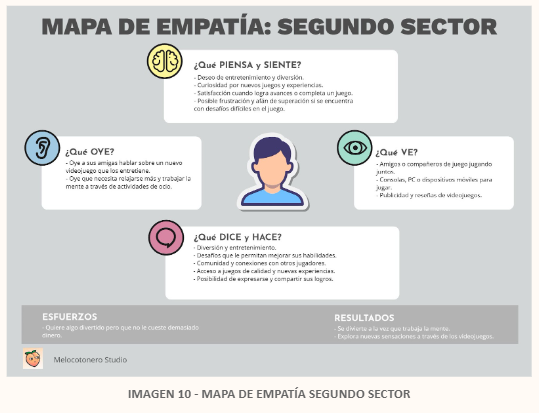 MAPA DE EMPATÍA: SEGUNDO SECTOR
¿Qué PIENSA y SIENTE?
- Deseo de entretenimiento y diversión.
- Curiosidad por nuevos juegos y experiencias.
- Satisfacción cuando logra avances o completa un juego.
- Posible frustración y afán de superación si se encuentra
con desafíos difíciles en el juego.
¿Qué OYE?
- Oye a sus amigas hablar sobre un nuevo
videojuego que los entretiene.
- Oye que necesita relajarse más y trabajar la
mente a través de actividades de ocio.
¿Qué VE?
- Amigos o compañeros de juego jugando
juntos.
- Consolas, PC o dispositivos móviles para
jugar.
- Publicidad y reseñas de videojuegos.
¿Qué DICE y HACE?
- Diversión y entretenimiento.
- Desafíos que le permitan mejorar sus habilidades.
- Comunidad y conexiones con otros jugadores.
- Acceso a juegos de calidad y nuevas experiencias.
- Posibilidad de expresarse y compartir sus logros.
ESFUERZOS
- Quiere algo divertido pero que no le cueste demasiado
dinero.
RESULTADOS
- Se divierte a la vez que trabaja la mente.
- Explora nuevas sensaciones a través de los videojuegos.
Melocotonero Studio
IMAGEN 10 - MAPA DE EMPATÍA SEGUNDO SECTOR